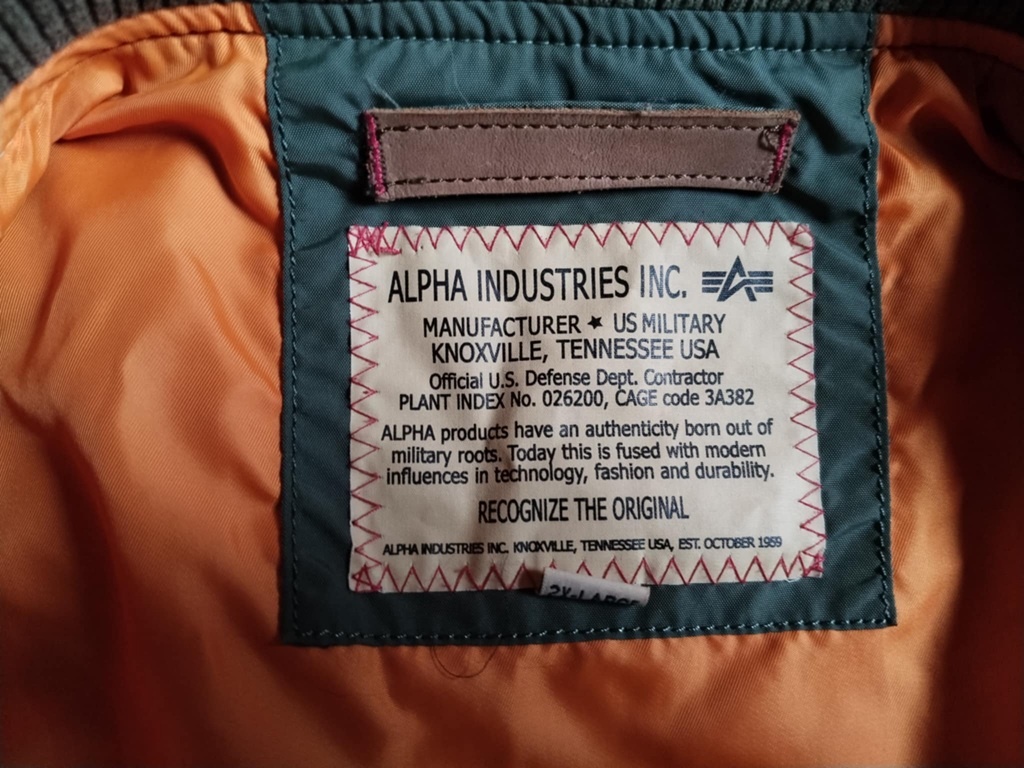 ALPHA INDUSTRIES INC.
MANUFACTURER ★ US MILITARY
KNOXVILLE, TENNESSEE USA
Official U.S. Defense Dept. Contractor
PLANT INDEX No. 026200, CAGE code 3A382
ALPHA products have an authenticity born out of
military roots. Today this is fused with modern
influences in technology, fashion and durability.
RECOGNIZE THE ORIGINAL
ALPHA INDUSTRIES INC. KNOXVILLE, TENNESSEE USA, EST. OCTOBER 1959
2X-LARGE